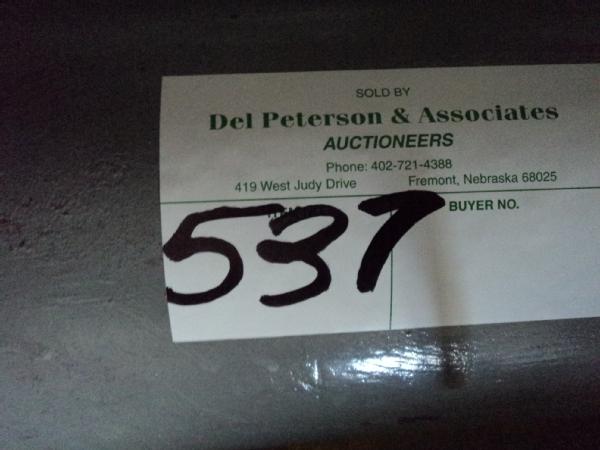 SOLD BY
Del Peterson & Associates
AUCTIONEERS
Phone: 402-721-4388
419 West Judy Drive Fremont, Nebraska 68025
BUYER NO.
537